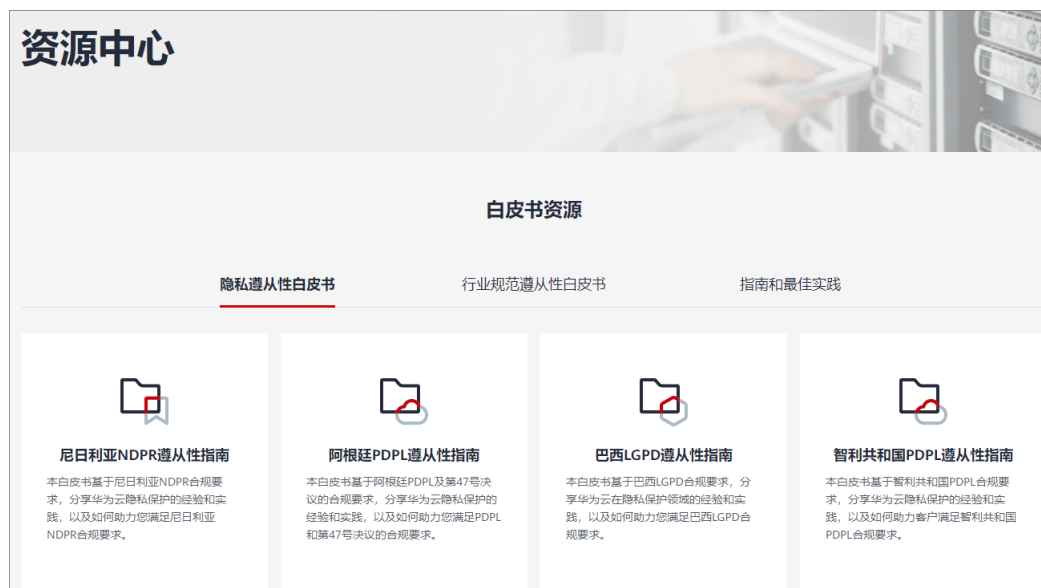 资源中心
白皮书资源
隐私遵从性白皮书
行业规范遵从性白皮书
指南和最佳实践
尼日利亚NDPR遵从性指南
本白皮书基于尼日利亚NDPR合规要
求，分享华为云隐私保护的经验和实
践，以及如何助力您满足尼日利亚
NDPR合规要求。
阿根廷PDPL遵从性指南
本白皮书基于阿根廷PDPL及第47号决
议的合规要求，分享华为云隐私保护的
经验和实践，以及如何助力您满足PDPL
和第47号决议的合规要求。
巴西LGPD遵从性指南
本白皮书基于巴西LGPD合规要求，分
享华为云在隐私保护领域的经验和实
践，以及如何助力您满足巴西LGPD合
规要求。
智利共和国PDPL遵从性指南
本白皮书基于智利共和国PDPL合规要
求，分享华为云隐私保护的经验和实
践，以及如何助力客户满足智利共和国
PDPL合规要求。